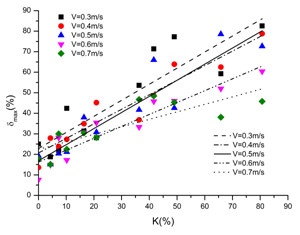 90
80
70
60
50
40
30
20
10
0
δmax(%)
V=0.3m/s
V=0.4m/s
V=0.5m/s
V=0.6m/s
V=0.7m/s
V=0.3m/s
V=0.4m/s
V=0.5m/s
V=0.6m/s
V=0.7m/s
0 10 20 30 40 50 60 70 80 90
K(%)